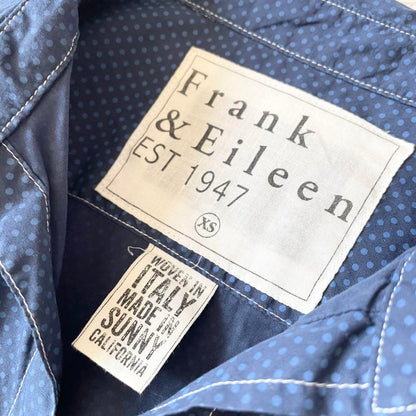 Frank
& Eileen
EST 1947
XS
WOVEN IN
ITALY
MADE IN
SUNNY
CALIFORNIA